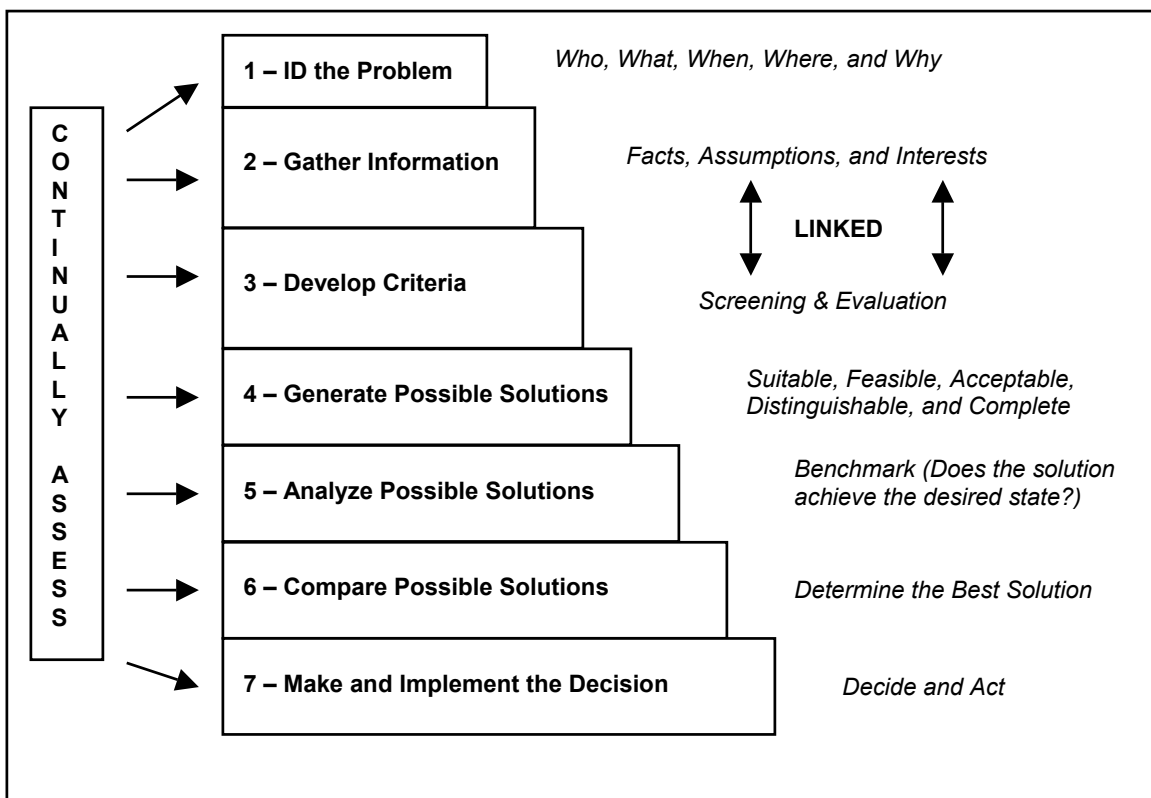 CONTINUALLY ASSESS
1 – ID the Problem
Who, What, When, Where, and Why
2 – Gather Information
Facts, Assumptions, and Interests
LINKED
3 – Develop Criteria
Screening & Evaluation
4 – Generate Possible Solutions
Suitable, Feasible, Acceptable,
Distinguishable, and Complete
5 – Analyze Possible Solutions
Benchmark (Does the solution
achieve the desired state?)
6 – Compare Possible Solutions
Determine the Best Solution
7 – Make and Implement the Decision
Decide and Act